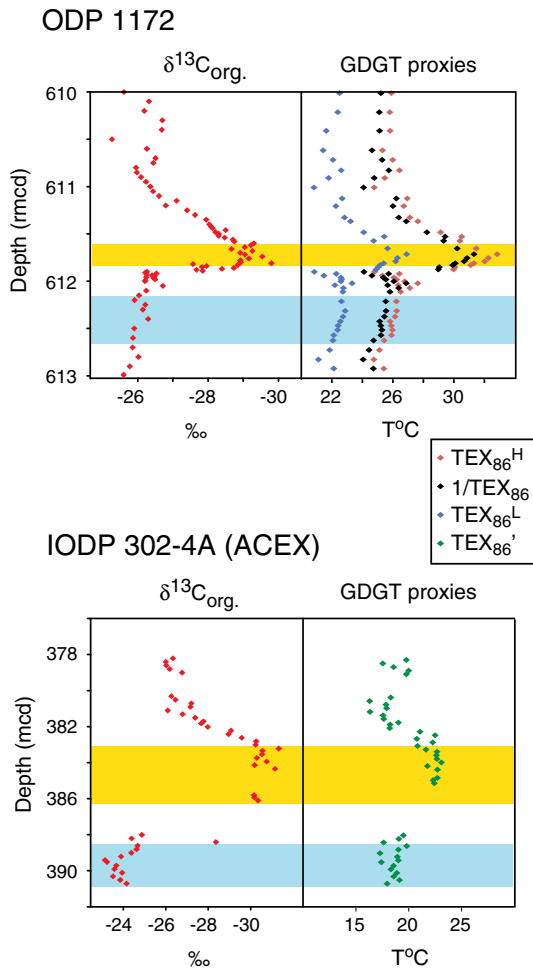 ODP 1172
δ13Corg. GDGT proxies
Depth (rmcd)
610
611
612
613
-26 -28 -30 22 26 30
‰ ToC
TEX86H
1/TEX86
TEX86L
TEX86’
IODP 302-4A (ACEX)
δ13Corg. GDGT proxies
Depth (mcd)
378
382
386
390
-24 -26 -28 -30 15 20 25
‰ ToC